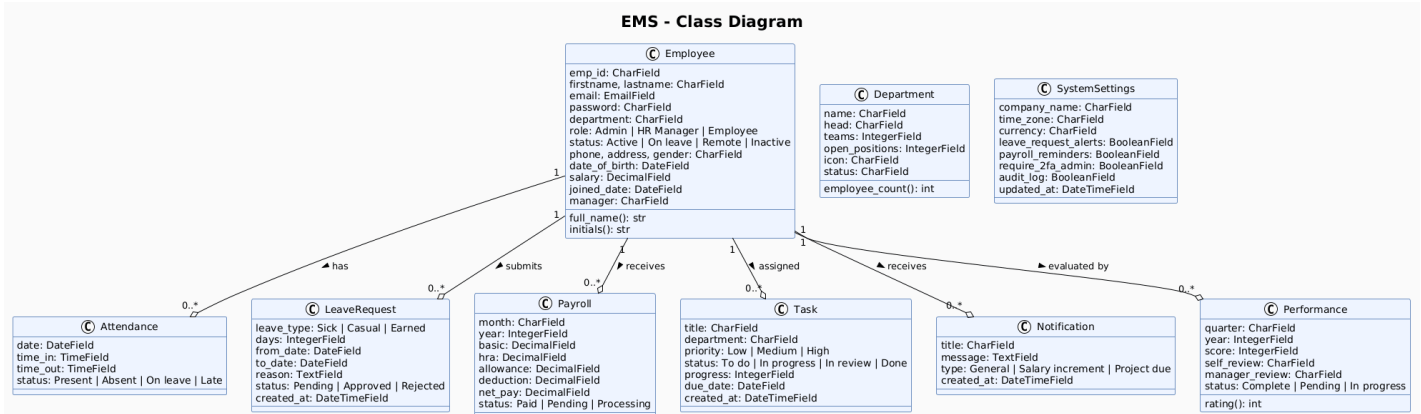 EMS - Class Diagram
C Employee
emp_id: CharField
firstname, lastname: CharField
email: EmailField
password: CharField
department: CharField
role: Admin | HR Manager | Employee
status: Active | On leave | Remote | Inactive
phone, address, gender: CharField
date_of_birth: DateField
salary: DecimalField
joined_date: DateField
manager: CharField
full_name(): str
initials(): str
C Department
name: CharField
head: CharField
teams: IntegerField
open_positions: IntegerField
icon: CharField
status: CharField
employee_count(): int
C SystemSettings
company_name: CharField
time_zone: CharField
currency: CharField
leave_request_alerts: BooleanField
payroll_reminders: BooleanField
require_2fa_admin: BooleanField
audit_log: BooleanField
updated_at: DateTimeField
1
has
0..*
1
submits
0..*
1
receives
0..*
1
assigned
0..*
1
receives
0..*
1
evaluated by
0..*
C Attendance
date: DateField
time_in: TimeField
time_out: TimeField
status: Present | Absent | On leave | Late
C LeaveRequest
leave_type: Sick | Casual | Earned
days: IntegerField
from_date: DateField
to_date: DateField
reason: TextField
status: Pending | Approved | Rejected
created_at: DateTimeField
C Payroll
month: CharField
year: IntegerField
basic: DecimalField
hra: DecimalField
allowance: DecimalField
deduction: DecimalField
net_pay: DecimalField
status: Paid | Pending | Processing
C Task
title: CharField
department: CharField
priority: Low | Medium | High
status: To do | In progress | In review | Done
progress: IntegerField
due_date: DateField
created_at: DateTimeField
C Notification
title: CharField
message: TextField
type: General | Salary increment | Project due
created_at: DateTimeField
C Performance
quarter: CharField
year: IntegerField
score: IntegerField
self_review: CharField
manager_review: CharField
status: Complete | Pending | In progress
rating(): int